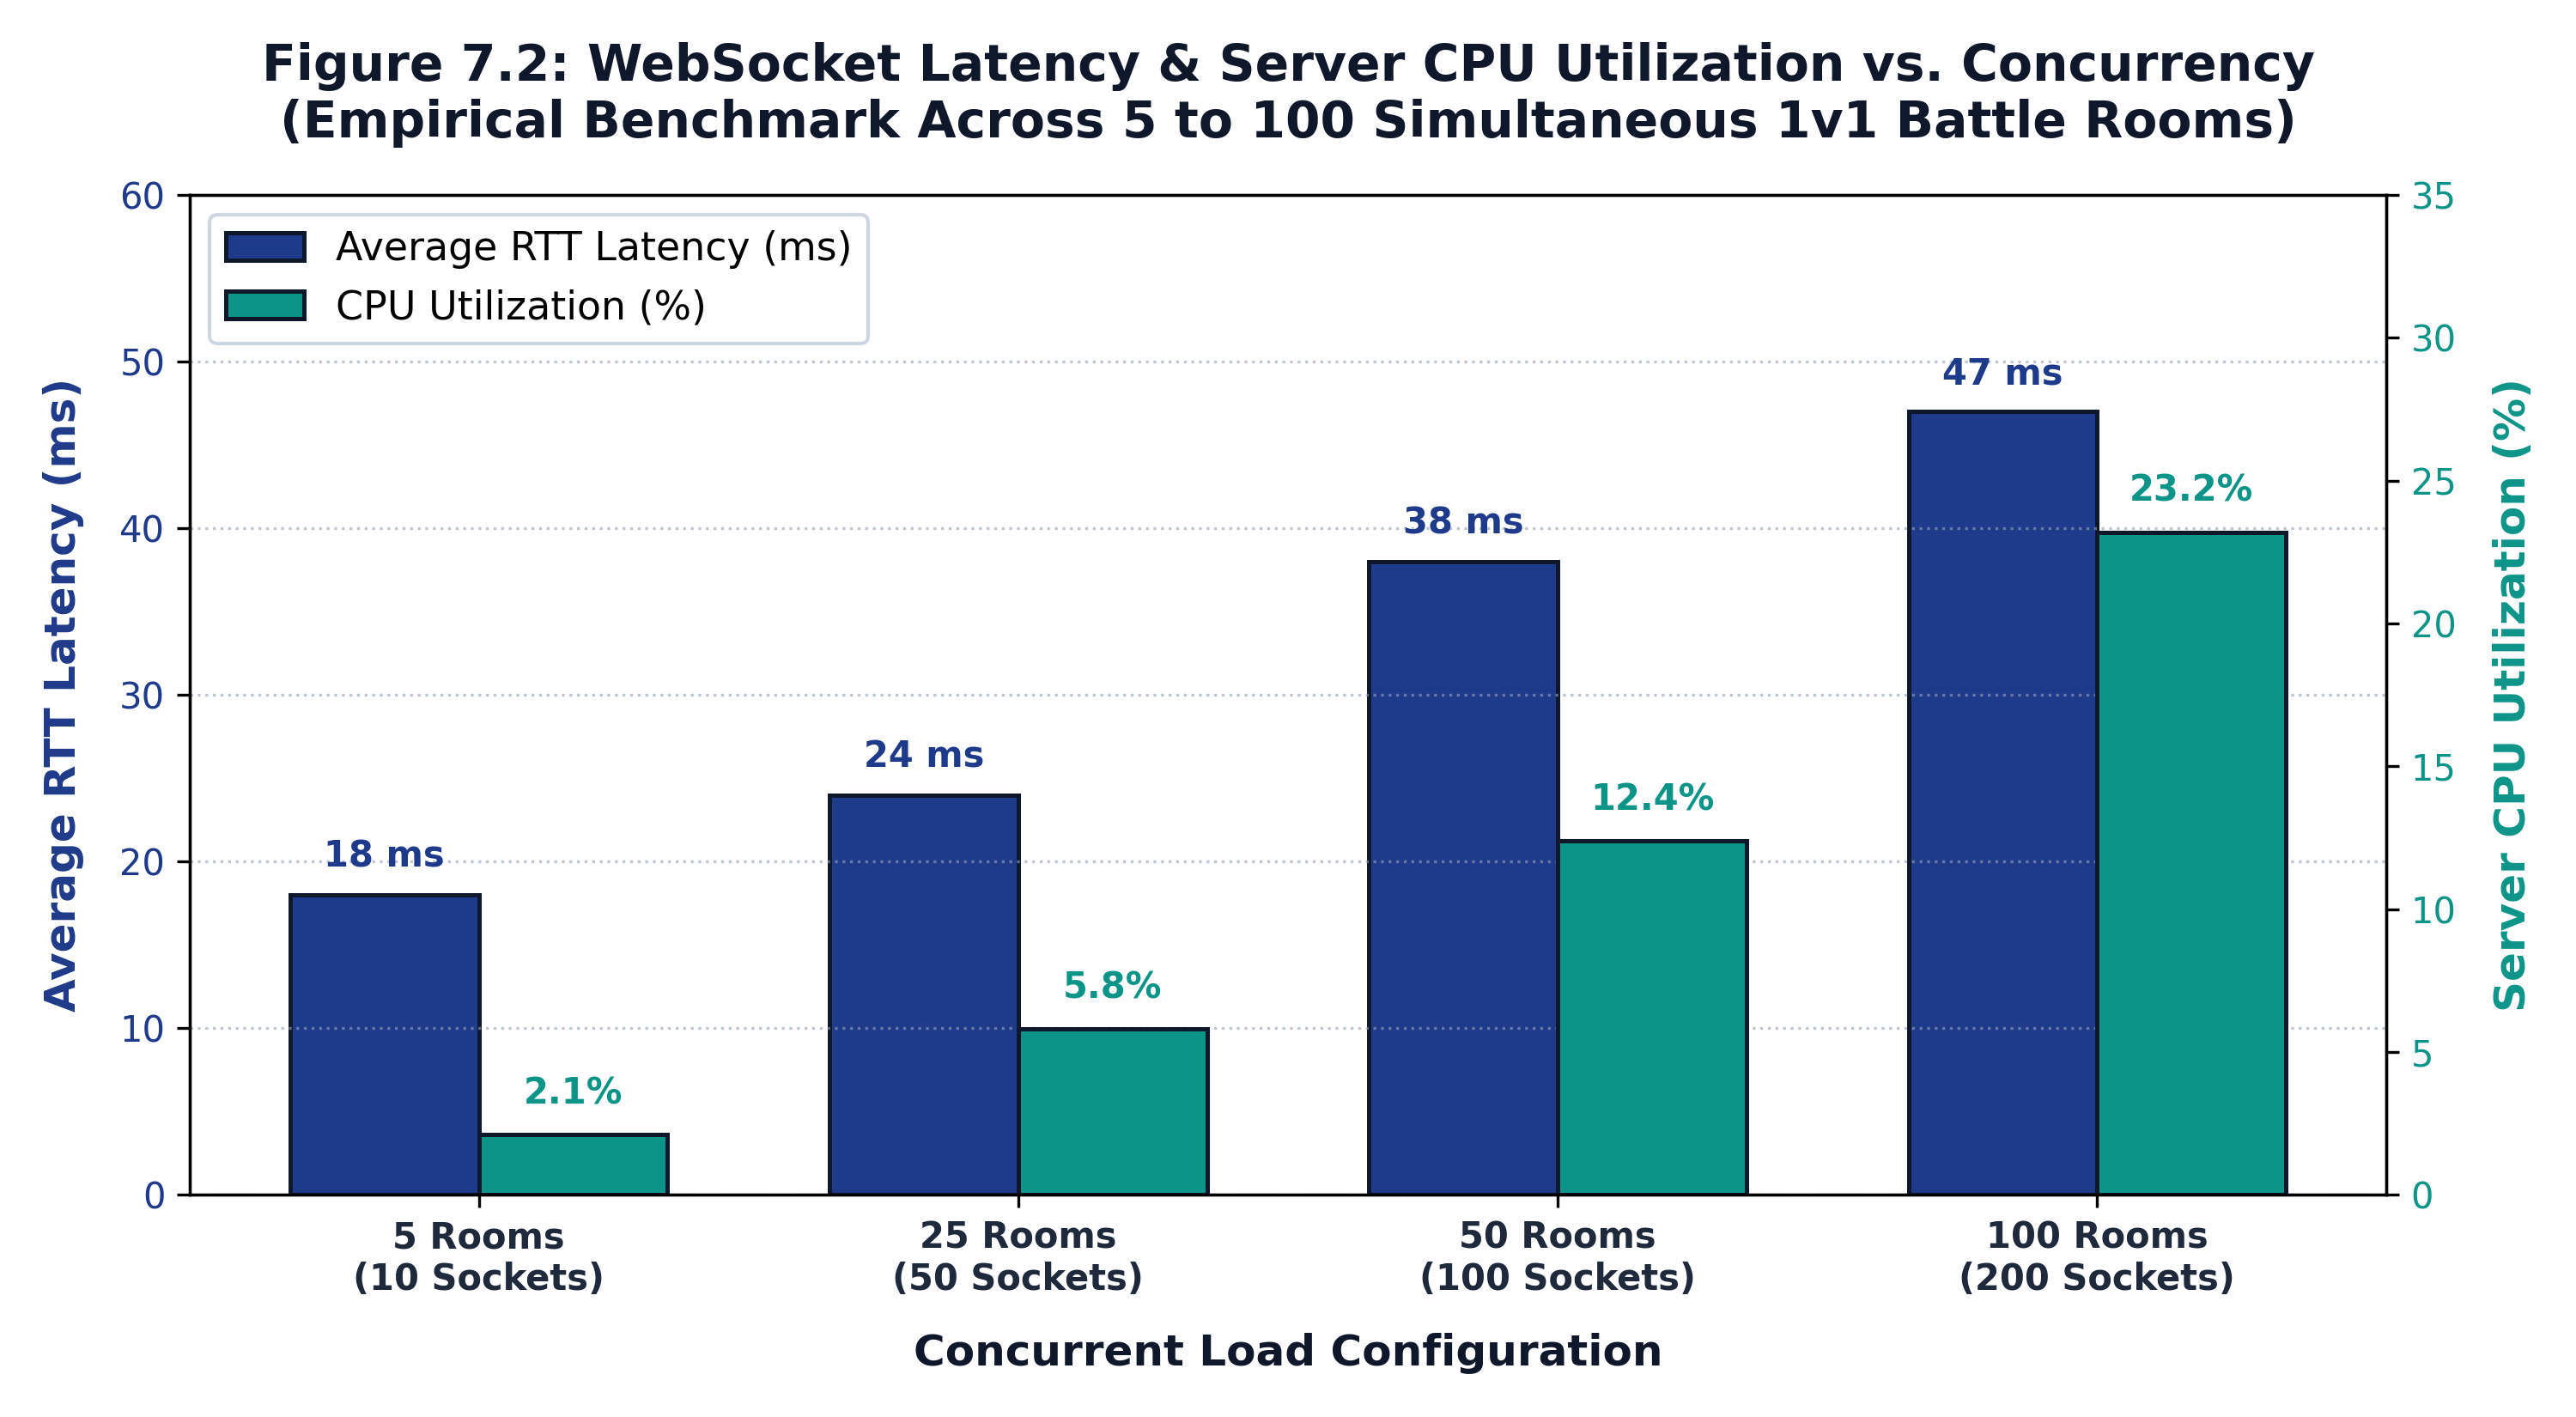 Figure 7.2: WebSocket Latency & Server CPU Utilization vs. Concurrency
(Empirical Benchmark Across 5 to 100 Simultaneous 1v1 Battle Rooms)
Average RTT Latency (ms)
CPU Utilization (%)
Average RTT Latency (ms)
60
50
40
30
20
10
0
18 ms
2.1%
24 ms
5.8%
38 ms
12.4%
47 ms
23.2%
35
30
25
20
15
10
5
0
Server CPU Utilization (%)
5 Rooms
(10 Sockets)
25 Rooms
(50 Sockets)
50 Rooms
(100 Sockets)
100 Rooms
(200 Sockets)
Concurrent Load Configuration